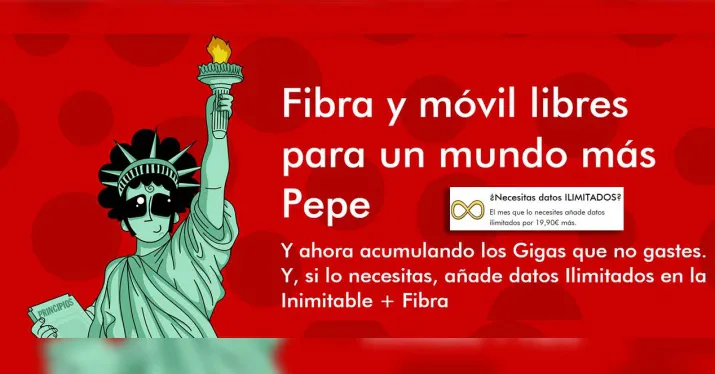 Fibra y móvil libres
para un mundo más
Pepe
¿Necesitas datos ILIMITADOS?
El mes que lo necesites añade datos
ilimitados por 19,90€ más.
Y ahora acumulando los Gigas que no gastes.
Y, si lo necesitas, añade datos Ilimitados en la
Inimitable + Fibra
PRINCIPIOS